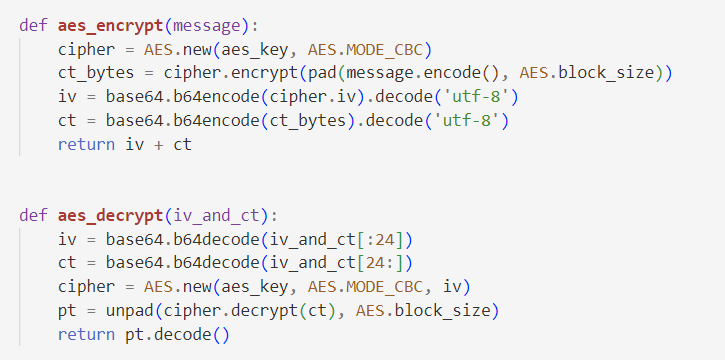 def aes_encrypt(message):
    cipher = AES.new(aes_key, AES.MODE_CBC)
    ct_bytes = cipher.encrypt(pad(message.encode(), AES.block_size))
    iv = base64.b64encode(cipher.iv).decode('utf-8')
    ct = base64.b64encode(ct_bytes).decode('utf-8')
    return iv + ct
def aes_decrypt(iv_and_ct):
    iv = base64.b64decode(iv_and_ct[:24])
    ct = base64.b64decode(iv_and_ct[24:])
    cipher = AES.new(aes_key, AES.MODE_CBC, iv)
    pt = unpad(cipher.decrypt(ct), AES.block_size)
    return pt.decode()